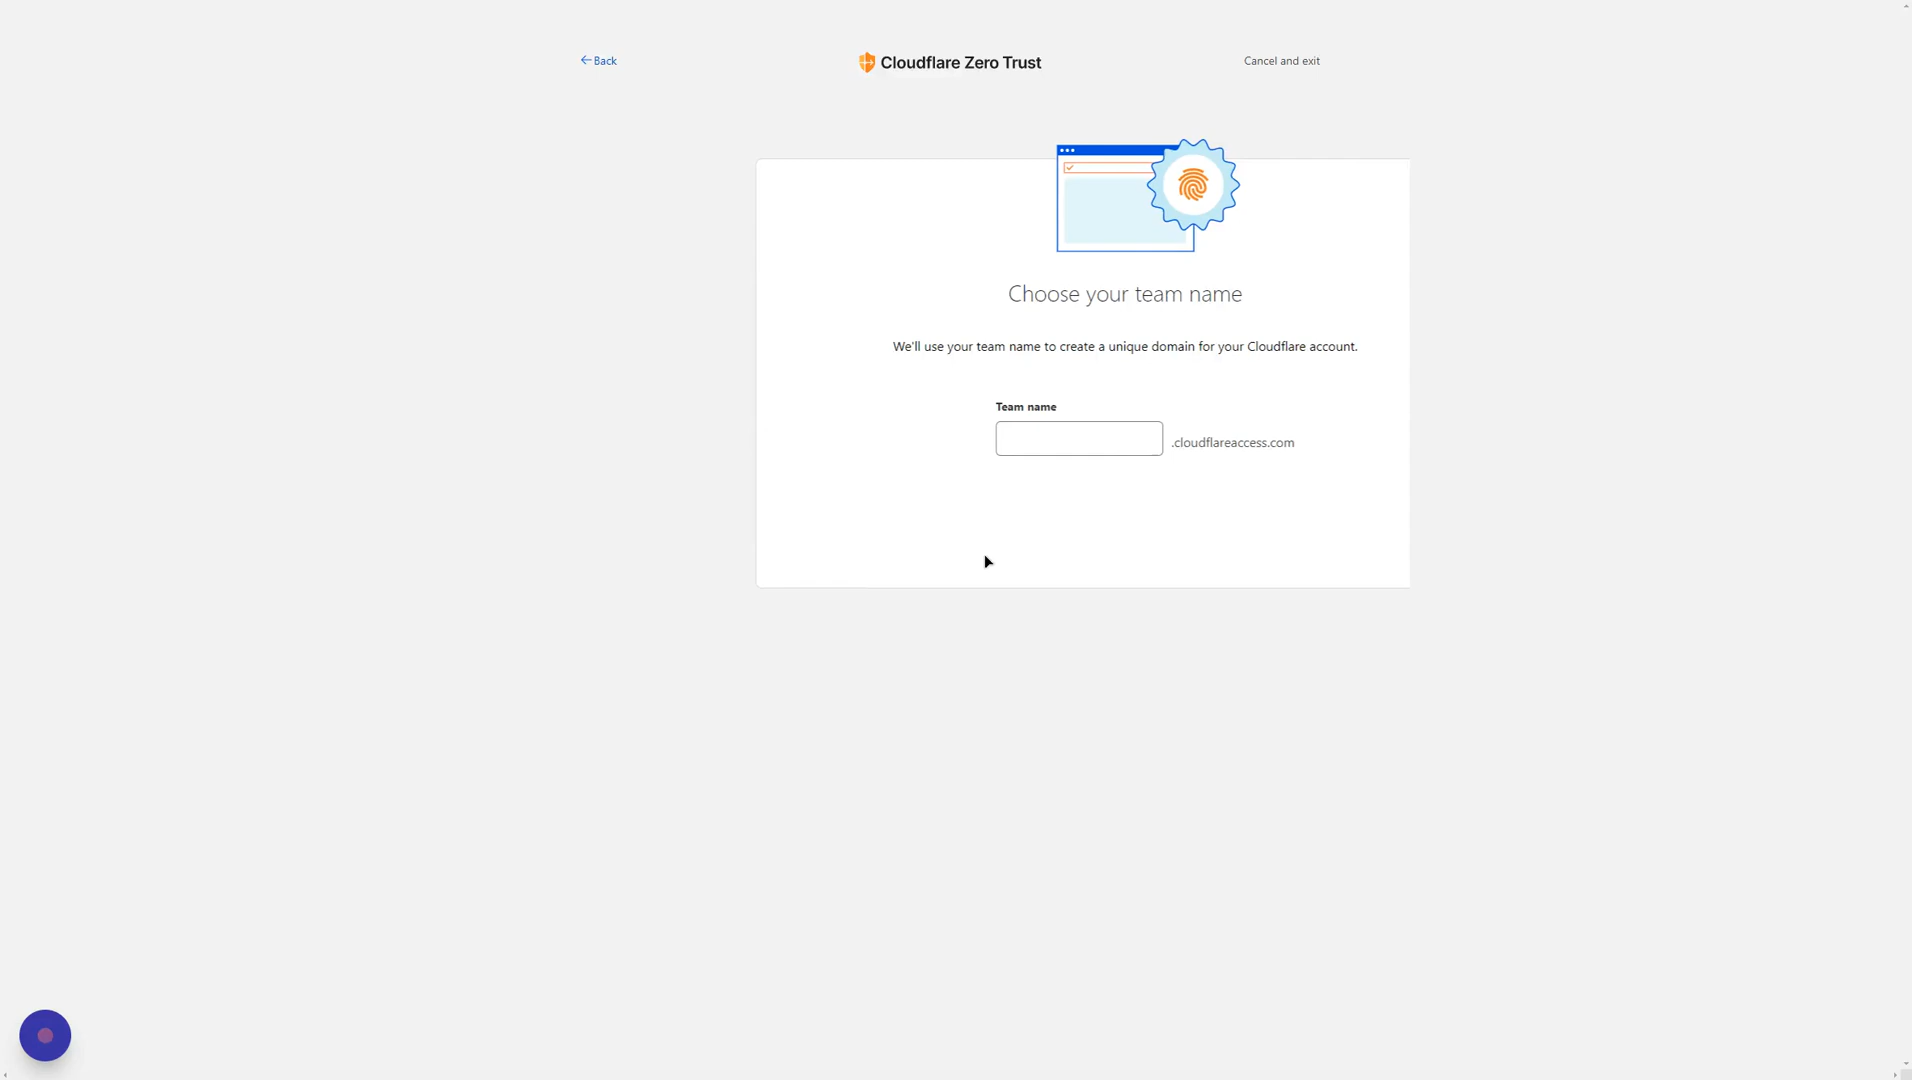 Back
Cloudflare Zero Trust
Cancel and exit
Choose your team name
We'll use your team name to create a unique domain for your Cloudflare account.
Team name
.cloudflareaccess.com